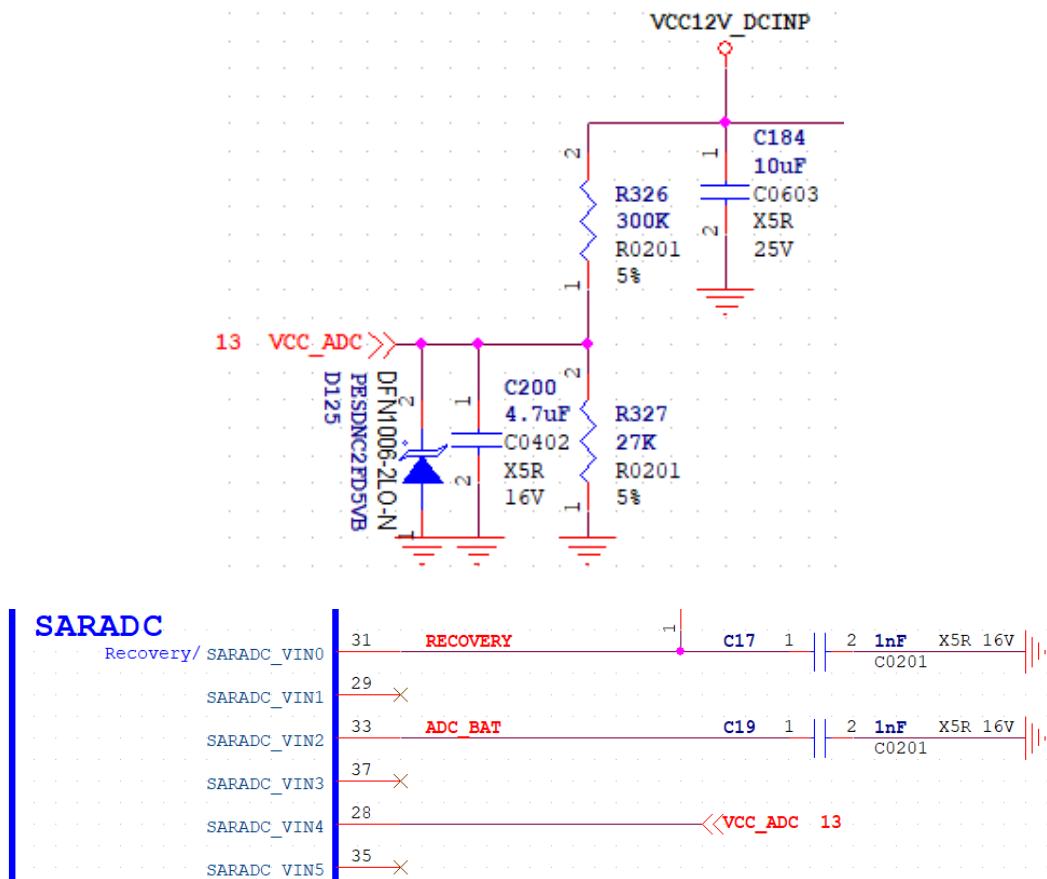 VCC12V_DCINP
C184
10uF
C0603
X5R
25V
1
2
2
R326
300K
R0201
5%
1
13 VCC_ADC
DFN1006-2LO-N
PESDNC2FD5VB
D125
2
1
1
C200
4.7uF
C0402
X5R
16V
2
2
R327
27K
R0201
5%
1
SARADC
Recovery/ SARADC_VIN0 31 RECOVERY 1 C17 1 2 1nF X5R 16V
C0201
SARADC_VIN1 29
SARADC_VIN2 33 ADC_BAT C19 1 2 1nF X5R 16V
C0201
SARADC_VIN3 37
SARADC_VIN4 28 VCC_ADC 13
SARADC_VIN5 35